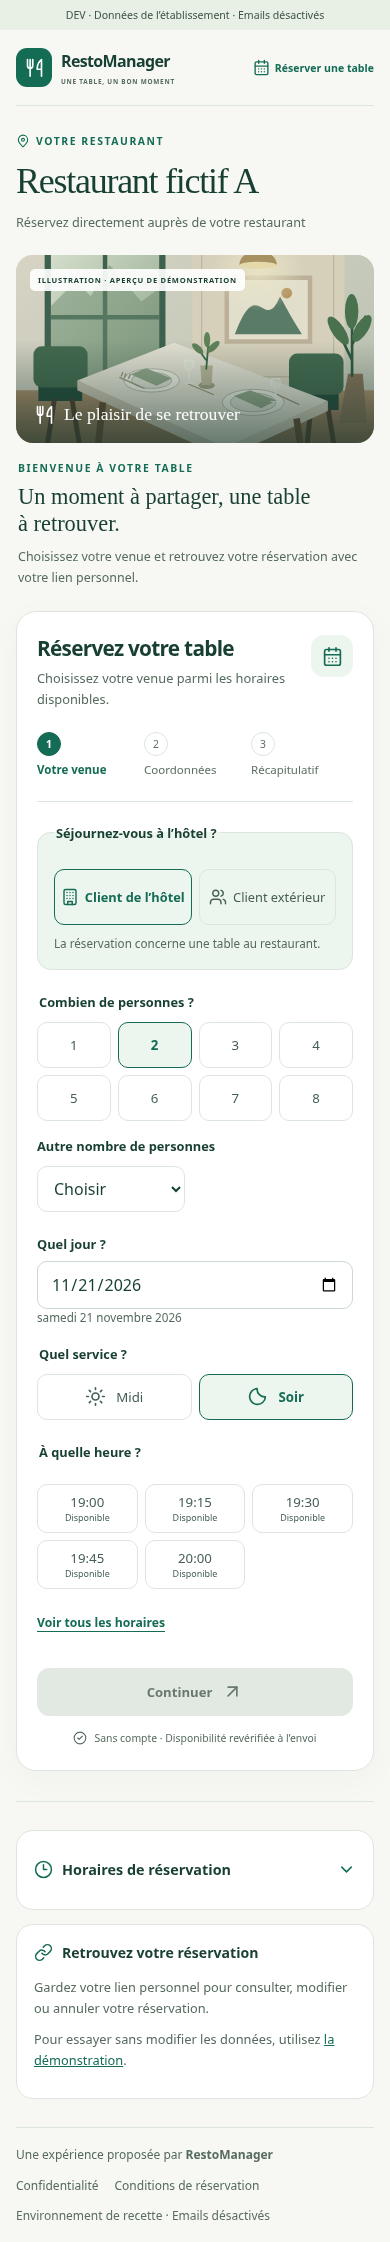 DEV · Données de l'établissement · Emails désactivés
RestoManager
UNE TABLE, UN BON MOMENT
Réserver une table
VOTRE RESTAURANT
Restaurant fictif A
Réservez directement auprès de votre restaurant
ILLUSTRATION · APERÇU DE DÉMONSTRATION
Le plaisir de se retrouver
BIENVENUE À VOTRE TABLE
Un moment à partager, une table
à retrouver.
Choisissez votre venue et retrouvez votre réservation avec
votre lien personnel.
Réservez votre table
Choisissez votre venue parmi les horaires
disponibles.
1
2
3
Votre venue
Coordonnées
Récapitulatif
Séjournez-vous à l'hôtel ?
Client de l'hôtel
Client extérieur
La réservation concerne une table au restaurant.
Combien de personnes ?
1
2
3
4
5
6
7
8
Autre nombre de personnes
Choisir
Quel jour ?
11/21/2026
samedi 21 novembre 2026
Quel service ?
Midi
Soir
À quelle heure ?
19:00
Disponible
19:15
Disponible
19:30
Disponible
19:45
Disponible
20:00
Disponible
Voir tous les horaires
Continuer
Sans compte · Disponibilité revérifiée à l'envoi
Horaires de réservation
Retrouvez votre réservation
Gardez votre lien personnel pour consulter, modifier
ou annuler votre réservation.
Pour essayer sans modifier les données, utilisez la
démonstration.
Une expérience proposée par RestoManager
Confidentialité
Conditions de réservation
Environnement de recette · Emails désactivés